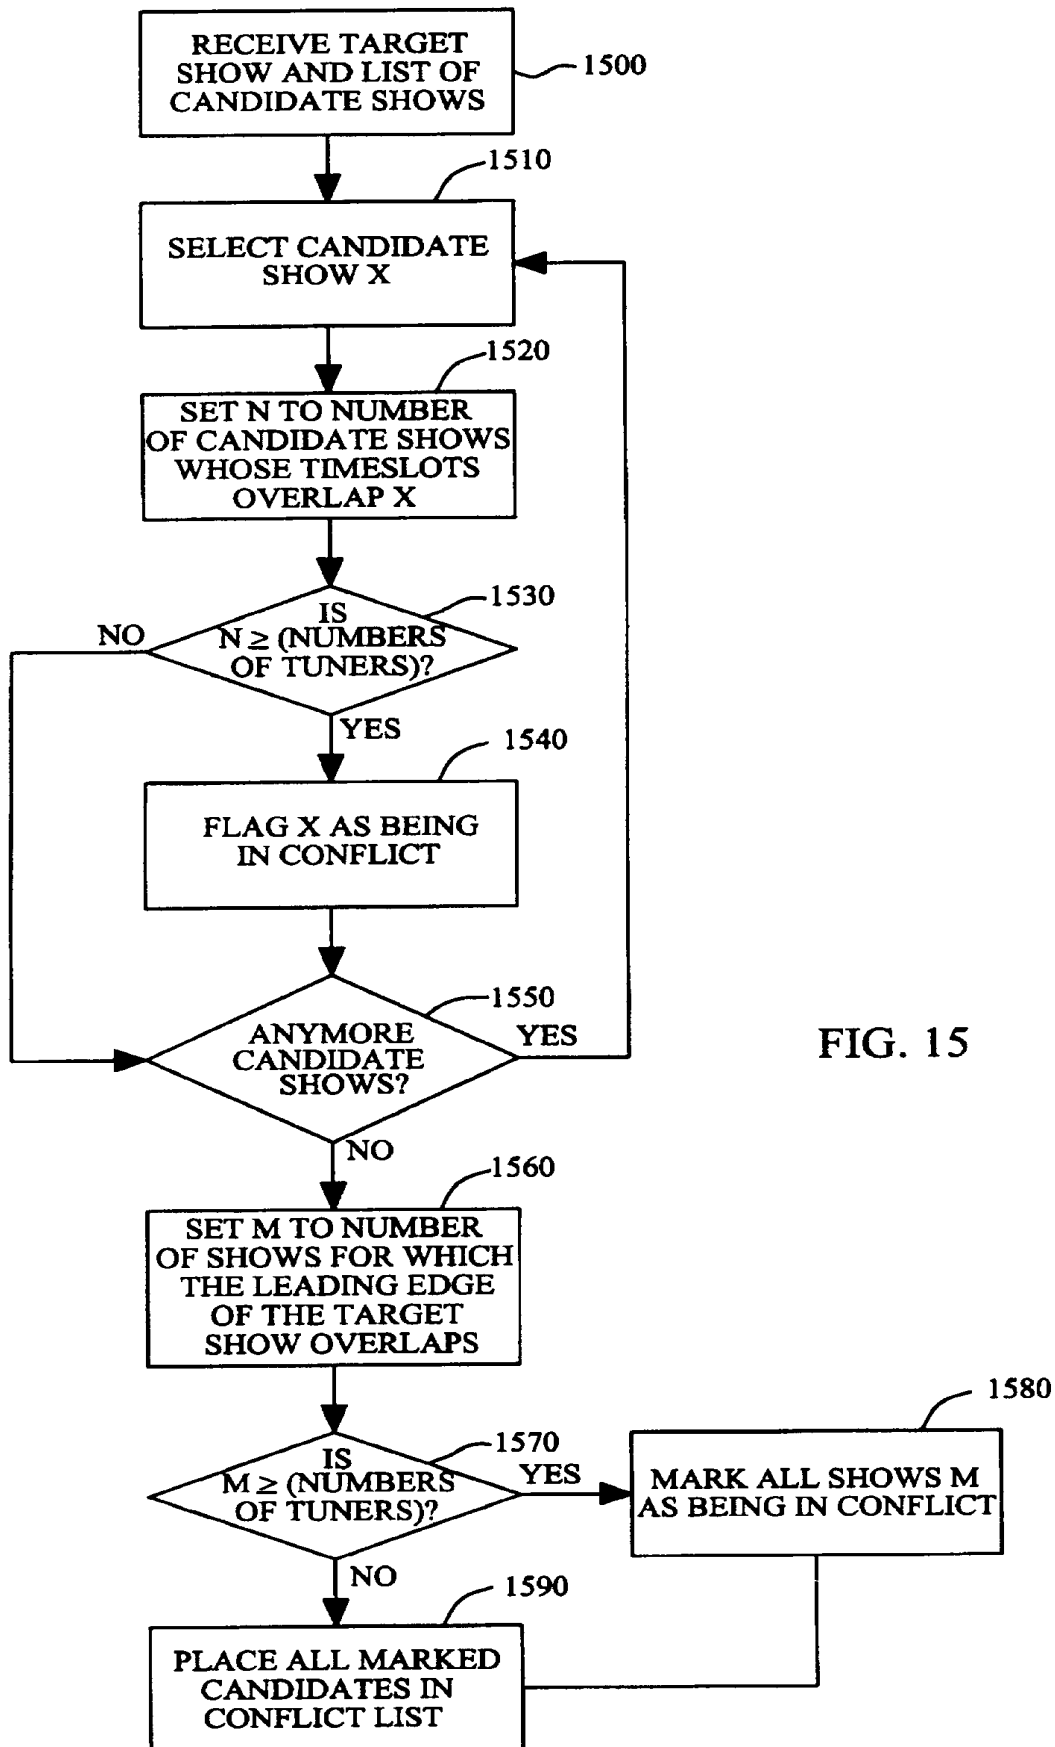 RECEIVE TARGET
SHOW AND LIST OF
CANDIDATE SHOWS
1500
1510
SELECT CANDIDATE
SHOW X
1520
SET N TO NUMBER
OF CANDIDATE SHOWS
WHOSE TIMESLOTS
OVERLAP X
1530
IS
N ≥ (NUMBERS
OF TUNERS)?
NO
YES
1540
FLAG X AS BEING
IN CONFLICT
1550
ANYMORE
CANDIDATE
SHOWS?
YES
FIG. 15
NO
1560
SET M TO NUMBER
OF SHOWS FOR WHICH
THE LEADING EDGE
OF THE TARGET
SHOW OVERLAPS
1570
IS
M ≥ (NUMBERS
OF TUNERS)?
YES
1580
MARK ALL SHOWS M
AS BEING IN CONFLICT
NO
1590
PLACE ALL MARKED
CANDIDATES IN
CONFLICT LIST